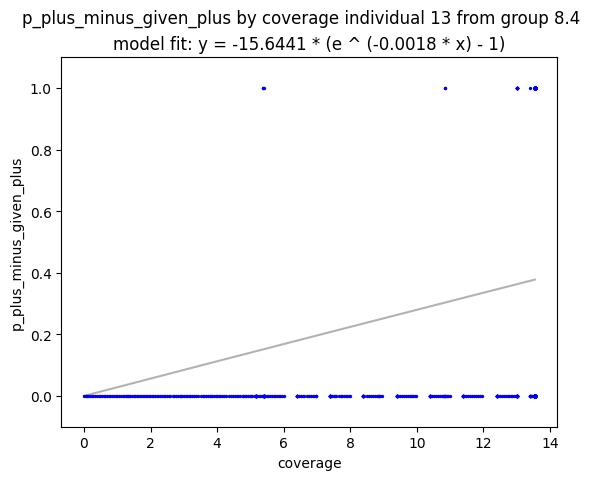 p_plus_minus_given_plus by coverage individual 13 from group 8.4
model fit: y = -15.6441 * (e ^ (-0.0018 * x) - 1)
1.0
0.8
0.6
0.4
0.2
0.0
p_plus_minus_given_plus
0 2 4 6 8 10 12 14
coverage